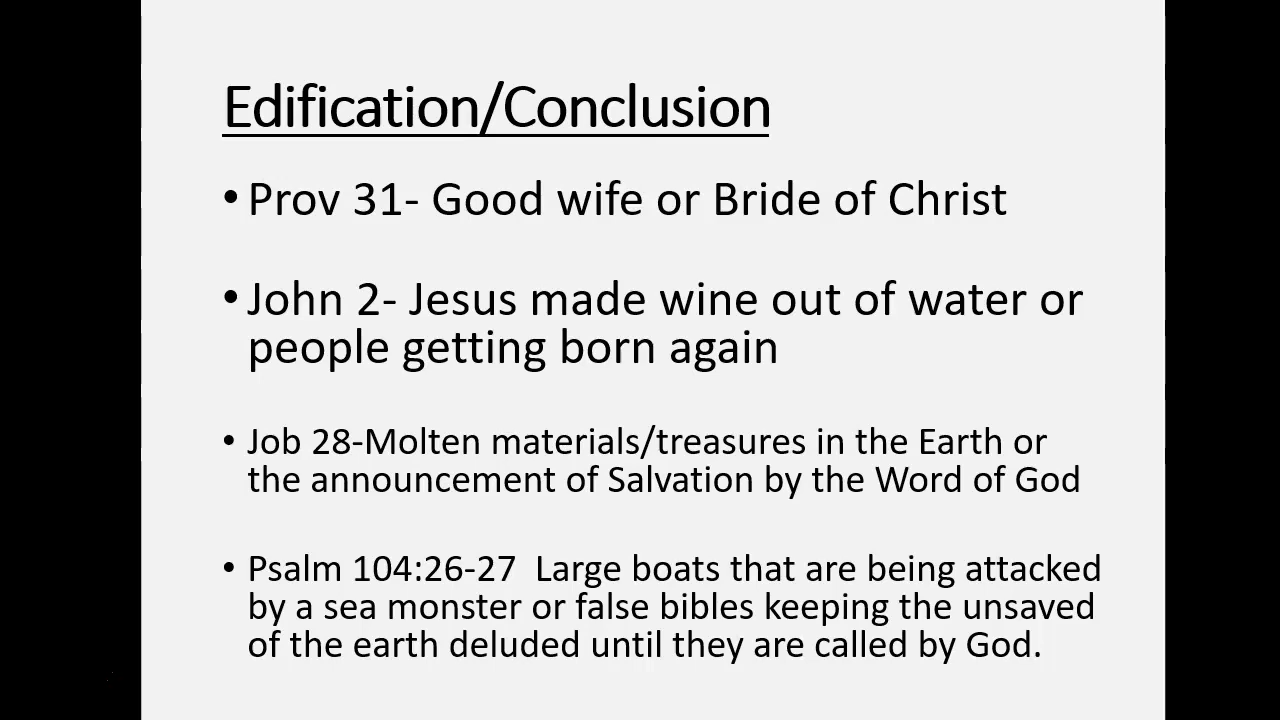 Edification/Conclusion
•Prov 31- Good wife or Bride of Christ
•John 2- Jesus made wine out of water or
people getting born again
• Job 28-Molten materials/treasures in the Earth or
the announcement of Salvation by the Word of God
• Psalm 104:26-27  Large boats that are being attacked
by a sea monster or false bibles keeping the unsaved
of the earth deluded until they are called by God.